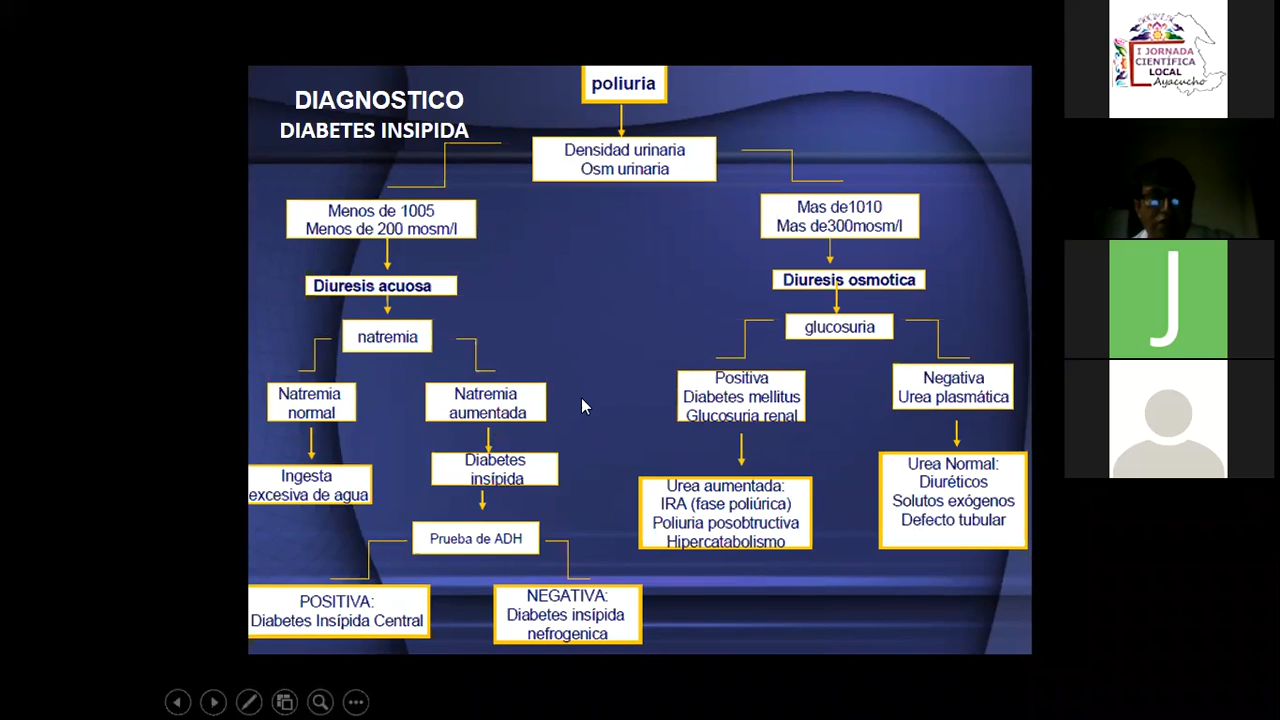 DIAGNOSTICO
DIABETES INSIPIDA
poliuria
Densidad urinaria
Osm urinaria
Menos de 1005
Menos de 200 mosm/l
Mas de1010
Mas de300mosm/l
Diuresis acuosa
Diuresis osmotica
natremia
glucosuria
Natremia
normal
Natremia
aumentada
Positiva
Diabetes mellitus
Glucosuria renal
Negativa
Urea plasmática
Ingesta
excesiva de agua
Diabetes
insípida
Urea aumentada:
IRA (fase poliúrica)
Poliuria posobtructiva
Hipercatabolismo
Urea Normal:
Diuréticos
Solutos exógenos
Defecto tubular
Prueba de ADH
POSITIVA:
Diabetes Insípida Central
NEGATIVA:
Diabetes insípida
nefrogenica
I JORNADA
CIENTÍFICA
LOCAL
Ayacucho
J